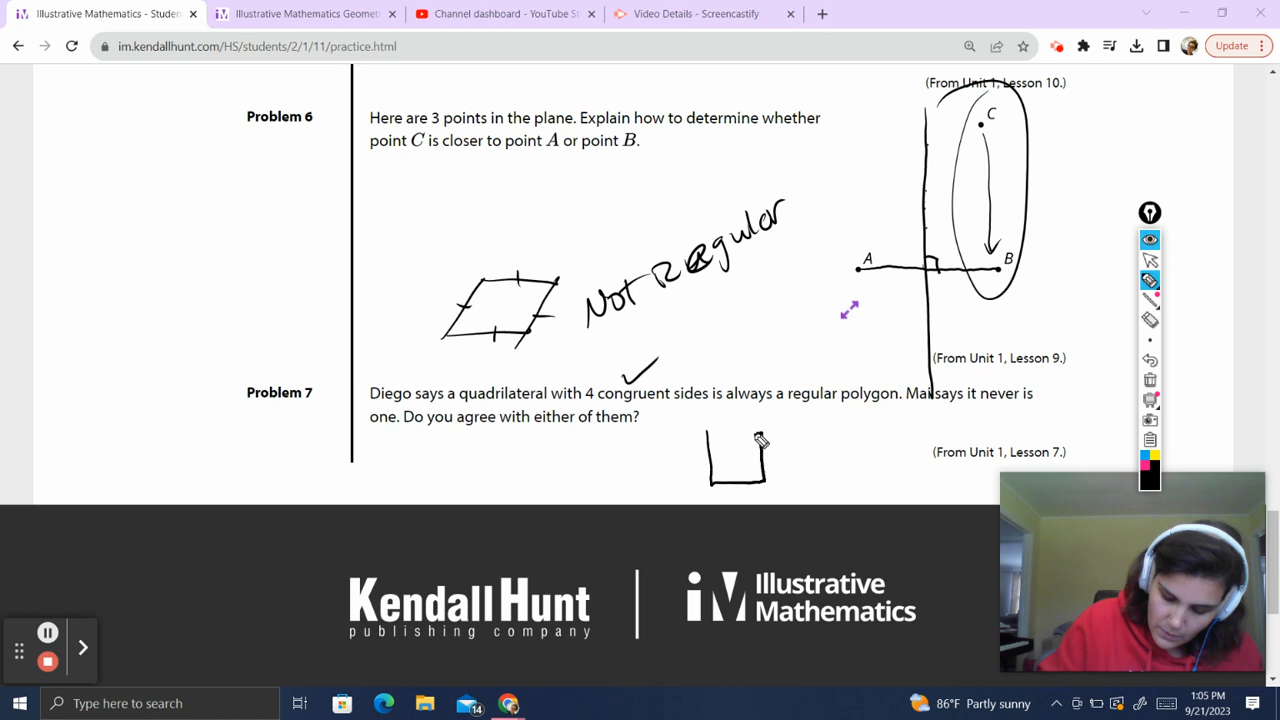 Illustrative Mathematics - Studen
Illustrative Mathematics Geomet
Channel dashboard - YouTube St
Video Details - Screencastify
im.kendallhunt.com/HS/students/2/1/11/practice.html
Update
(From Unit 1, Lesson 10.)
Problem 6
Here are 3 points in the plane. Explain how to determine whether
point C is closer to point A or point B.
C
A
B
Not Regular
(From Unit 1, Lesson 9.)
Problem 7
Diego says a quadrilateral with 4 congruent sides is always a regular polygon. Mai says it never is
one. Do you agree with either of them?
(From Unit 1, Lesson 7.)
KendallHunt
publishing company
Illustrative
Mathematics
Type here to search
14
86°F Partly sunny
1:05 PM
9/21/2023